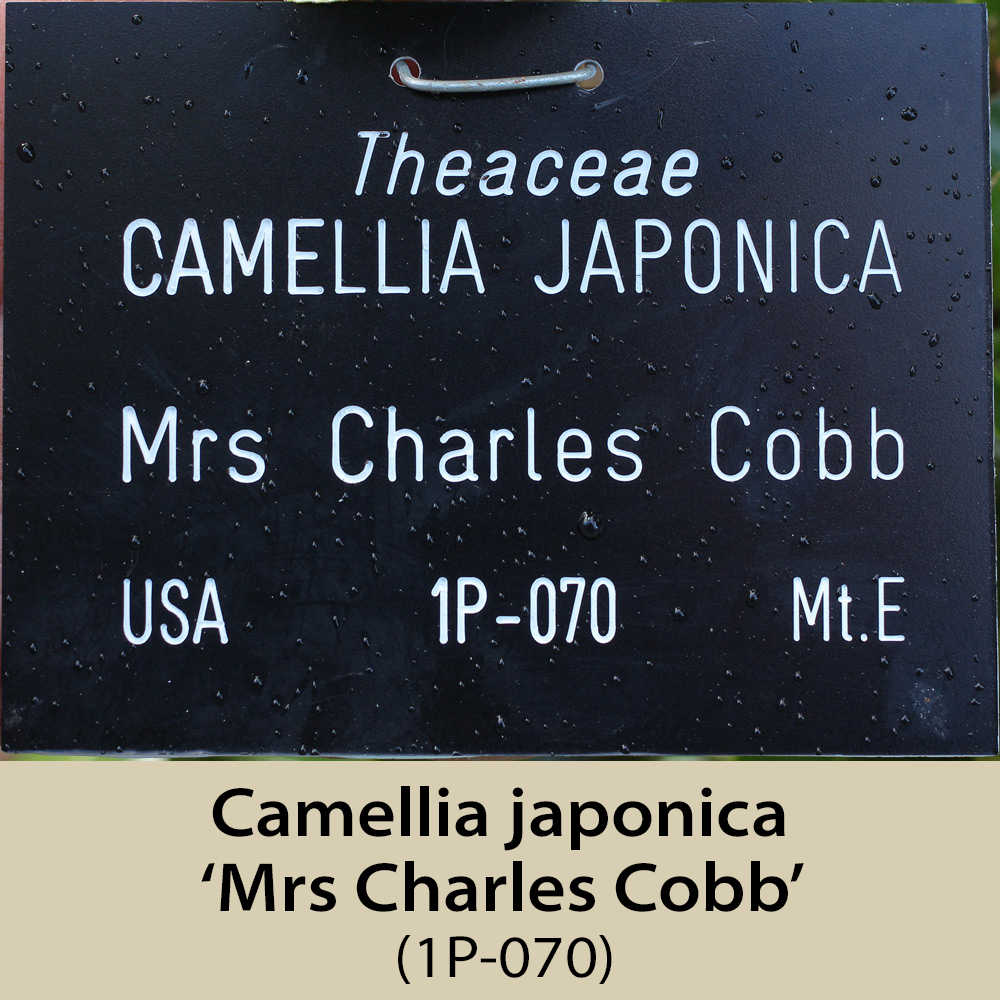 Theaceae
CAMELLIA JAPONICA
Mrs Charles Cobb
USA 1P-070 Mt.E
Camellia japonica
‘Mrs Charles Cobb’
(1P-070)